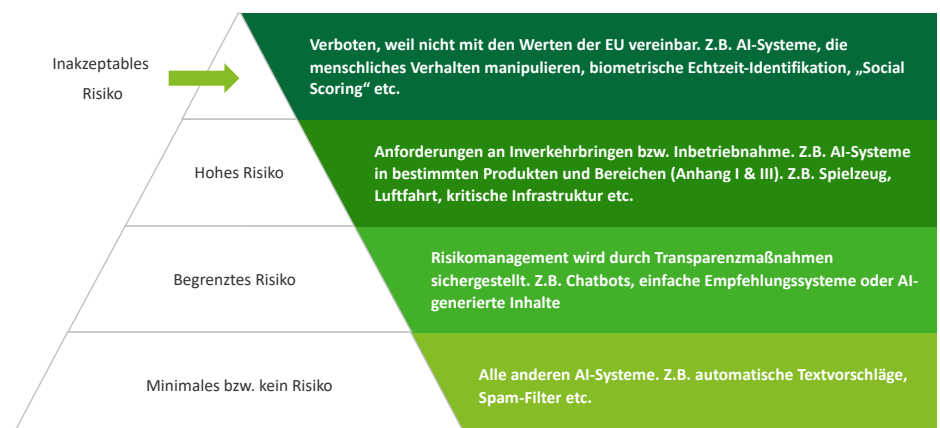 Inakzeptables
Risiko
Verboten, weil nicht mit den Werten der EU vereinbar. Z.B. AI-Systeme, die
menschliches Verhalten manipulieren, biometrische Echtzeit-Identifikation, „Social
Scoring“ etc.
Hohes Risiko
Anforderungen an Inverkehrbringen bzw. Inbetriebnahme. Z.B. AI-Systeme
in bestimmten Produkten und Bereichen (Anhang I & III). Z.B. Spielzeug,
Luftfahrt, kritische Infrastruktur etc.
Begrenztes Risiko
Risikomanagement wird durch Transparenzmaßnahmen
sichergestellt. Z.B. Chatbots, einfache Empfehlungssysteme oder AI-
generierte Inhalte
Minimales bzw. kein Risiko
Alle anderen AI-Systeme. Z.B. automatische Textvorschläge,
Spam-Filter etc.